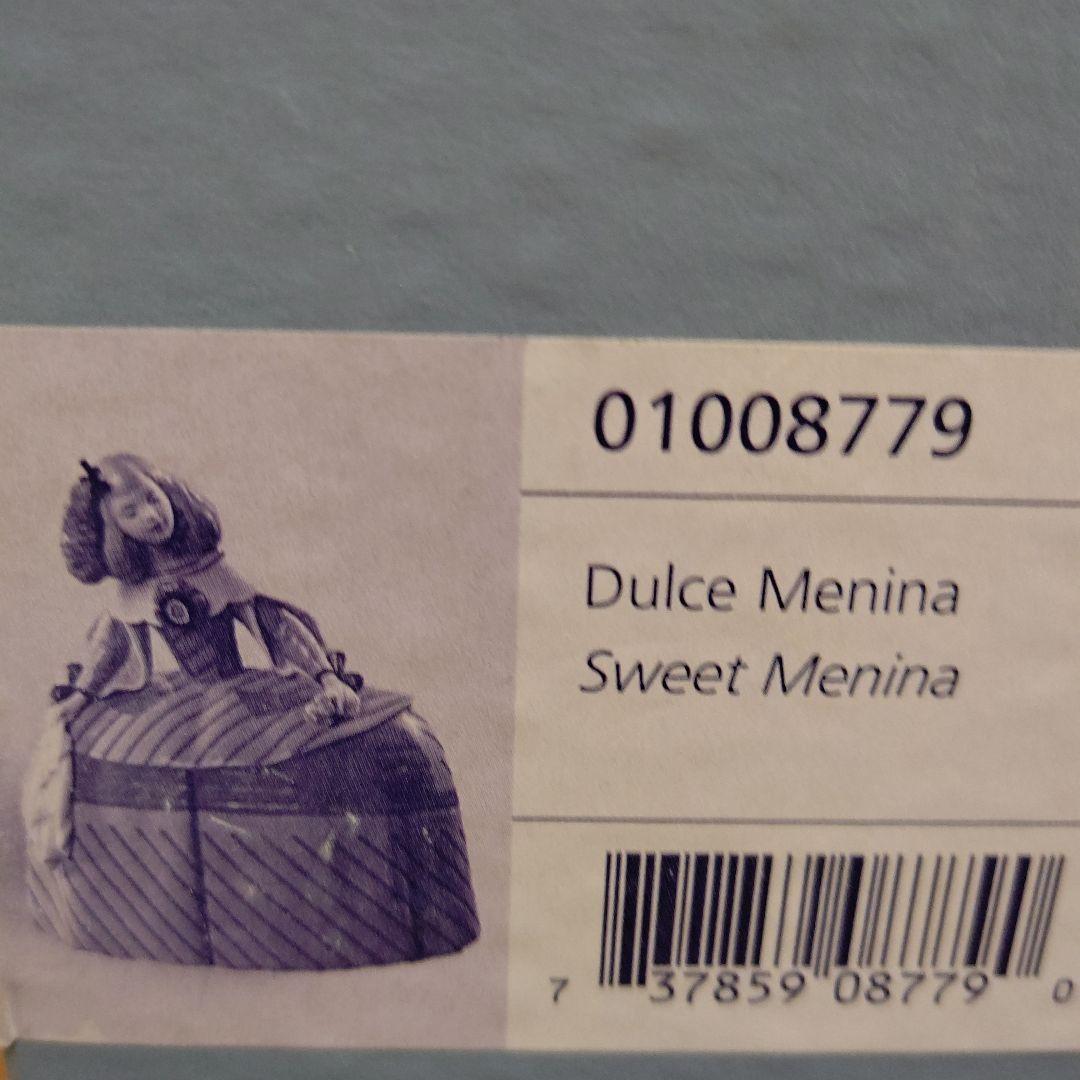 01008779
Dulce Menina
Sweet Menina
7 37859 08779 0